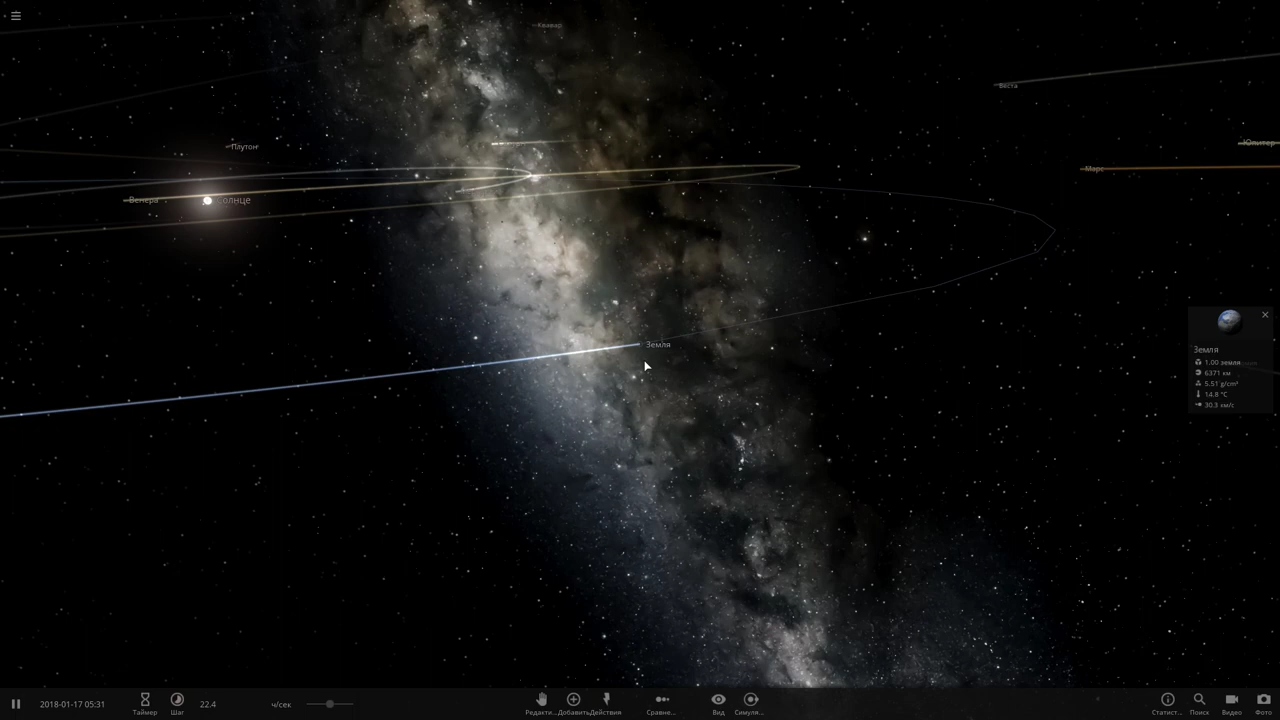 Квавар
Веста
Юпитер
Плутон
Марс
Венера
олнце
Земля
Земля
1.00 земля
6371 км
5.51 g/cm³
14.8 °C
30.3 км/с
2018-01-17 05:31
Таймер
Шаг
22.4
ч/сек
Редакти...
Добавить
Действия
Сравне...
Вид
Симуля...
Статист...
Поиск
Видео
Фото